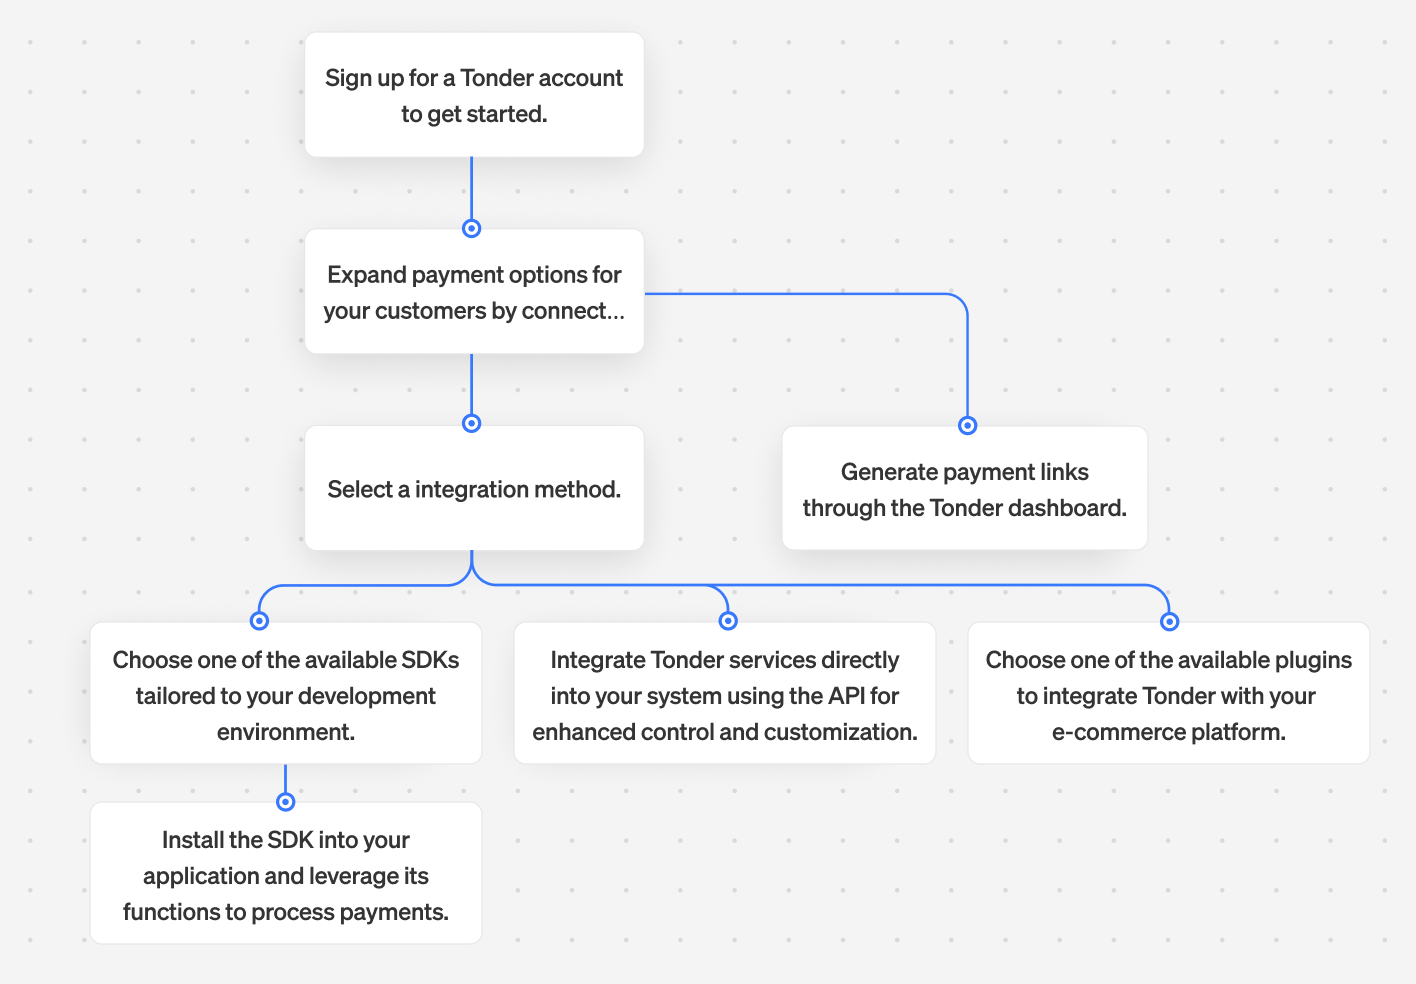 Sign up for a Tonder account
to get started.
Expand payment options for
your customers by connect...
Select a integration method.
Generate payment links
through the Tonder dashboard.
Choose one of the available SDKs
tailored to your development
environment.
Integrate Tonder services directly
into your system using the API for
enhanced control and customization.
Choose one of the available plugins
to integrate Tonder with your
e-commerce platform.
Install the SDK into your
application and leverage its
functions to process payments.